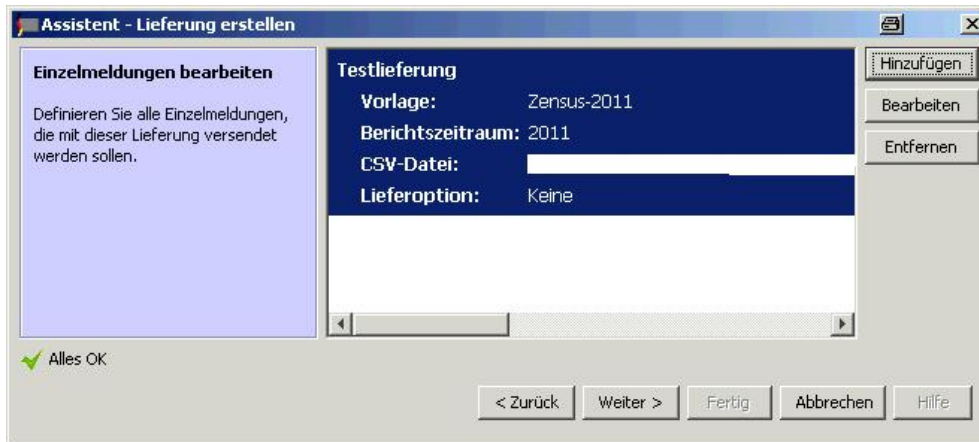 Assistent - Lieferung erstellen
Einzelmeldungen bearbeiten
Definieren Sie alle Einzelmeldungen,
die mit dieser Lieferung versendet
werden sollen.
Testlieferung
Vorlage: Zensus-2011
Berichtszeitraum: 2011
CSV-Datei:
Lieferoption: Keine
Hinzufügen
Bearbeiten
Entfernen
Alles OK
< Zurück
Weiter >
Fertig
Abbrechen
Hilfe